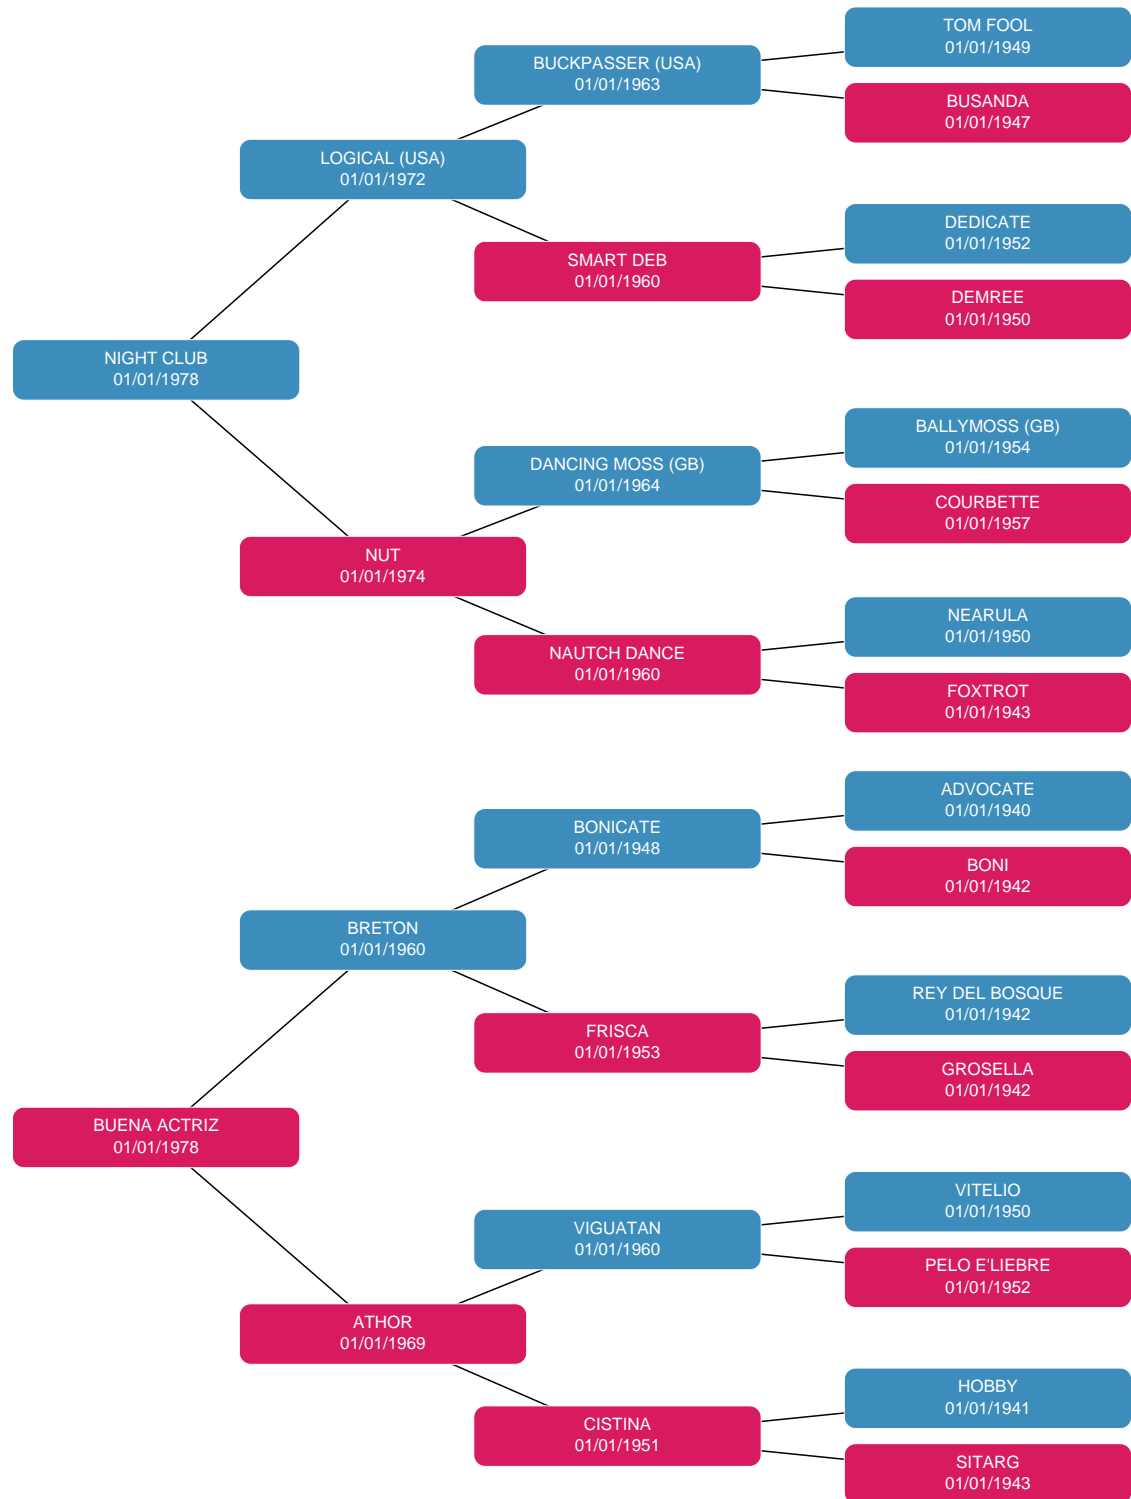 TOM FOOL
01/01/1949
BUCKPASSER (USA)
01/01/1963
BUSANDA
01/01/1947
LOGICAL (USA)
01/01/1972
DEDICATE
01/01/1952
SMART DEB
01/01/1960
DEMREE
01/01/1950
NIGHT CLUB
01/01/1978
BALLYMOSS (GB)
01/01/1954
DANCING MOSS (GB)
01/01/1964
COURBETTE
01/01/1957
NUT
01/01/1974
NEARULA
01/01/1950
NAUTCH DANCE
01/01/1960
FOXTROT
01/01/1943
ADVOCATE
01/01/1940
BONICATE
01/01/1948
BONI
01/01/1942
BRETON
01/01/1960
REY DEL BOSQUE
01/01/1942
FRISCA
01/01/1953
GROSELLA
01/01/1942
BUENA ACTRIZ
01/01/1978
VITELIO
01/01/1950
VIGUATAN
01/01/1960
PELO E'LIEBRE
01/01/1952
ATHOR
01/01/1969
HOBBY
01/01/1941
CISTINA
01/01/1951
SITARG
01/01/1943